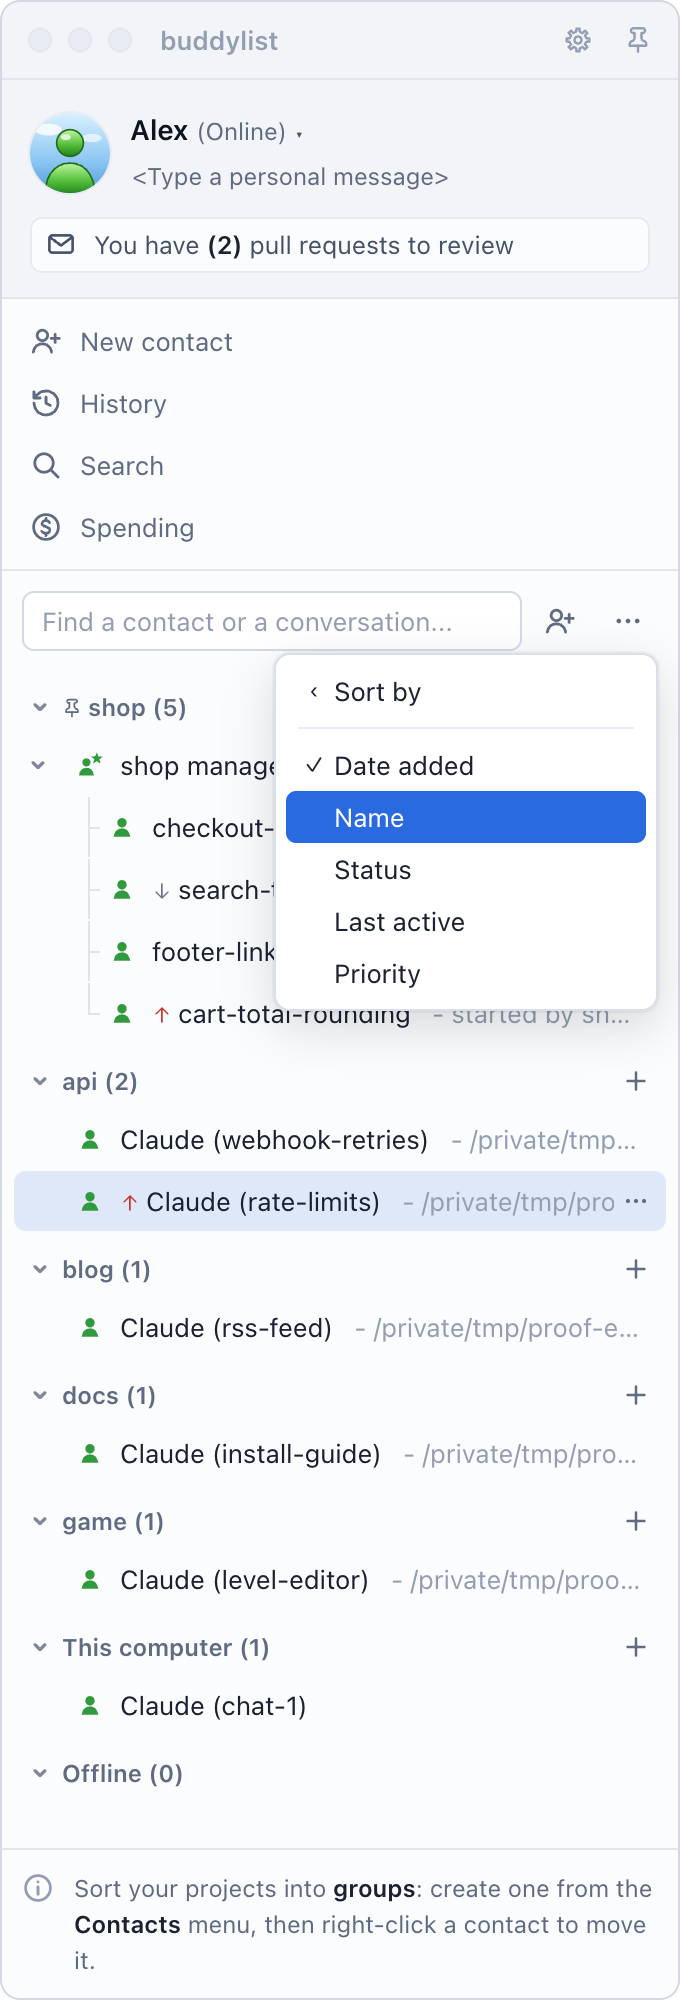 buddylist
Alex (Online)
<Type a personal message>
You have (2) pull requests to review
New contact
History
Search
Spending
Find a contact or a conversation...
shop (5)
Sort by
shop manage
Date added
Name
checkout-
Status
search-
Last active
footer-link
Priority
cart-total-rounding - started by sh...
api (2)
Claude (webhook-retries) - /private/tmp...
Claude (rate-limits) - /private/tmp/pro
blog (1)
Claude (rss-feed) - /private/tmp/proof-e...
docs (1)
Claude (install-guide) - /private/tmp/pro...
game (1)
Claude (level-editor) - /private/tmp/proo...
This computer (1)
Claude (chat-1)
Offline (0)
Sort your projects into groups: create one from the
Contacts menu, then right-click a contact to move
it.